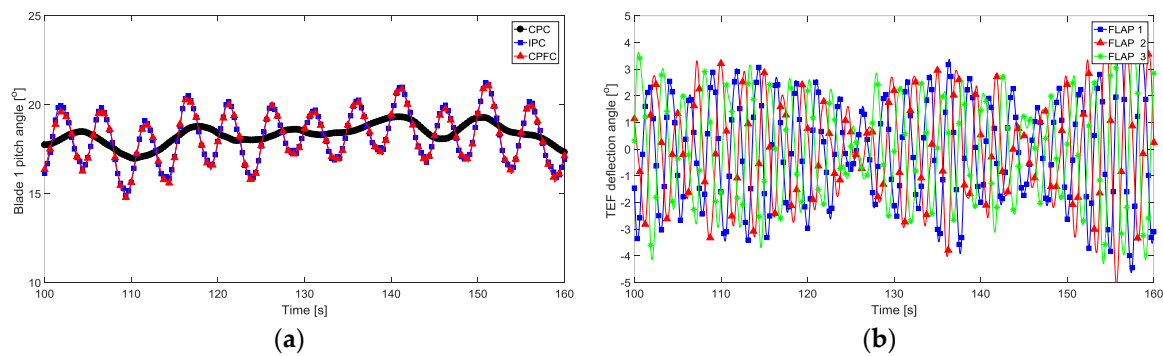 25
20
15
10
100
110
120
130
140
150
160
Blade 1 pitch angle [⁰]
Time [s]
CPC
IPC
CPFC
(a)
5
4
3
2
1
0
-1
-2
-3
-4
-5
100
110
120
130
140
150
160
TEF deflection angle [⁰]
Time [s]
FLAP 1
FLAP 2
FLAP 3
(b)